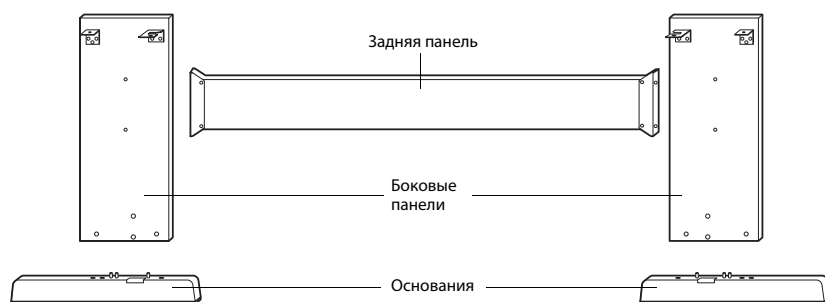 Задняя панель
Боковые
панели
Основания